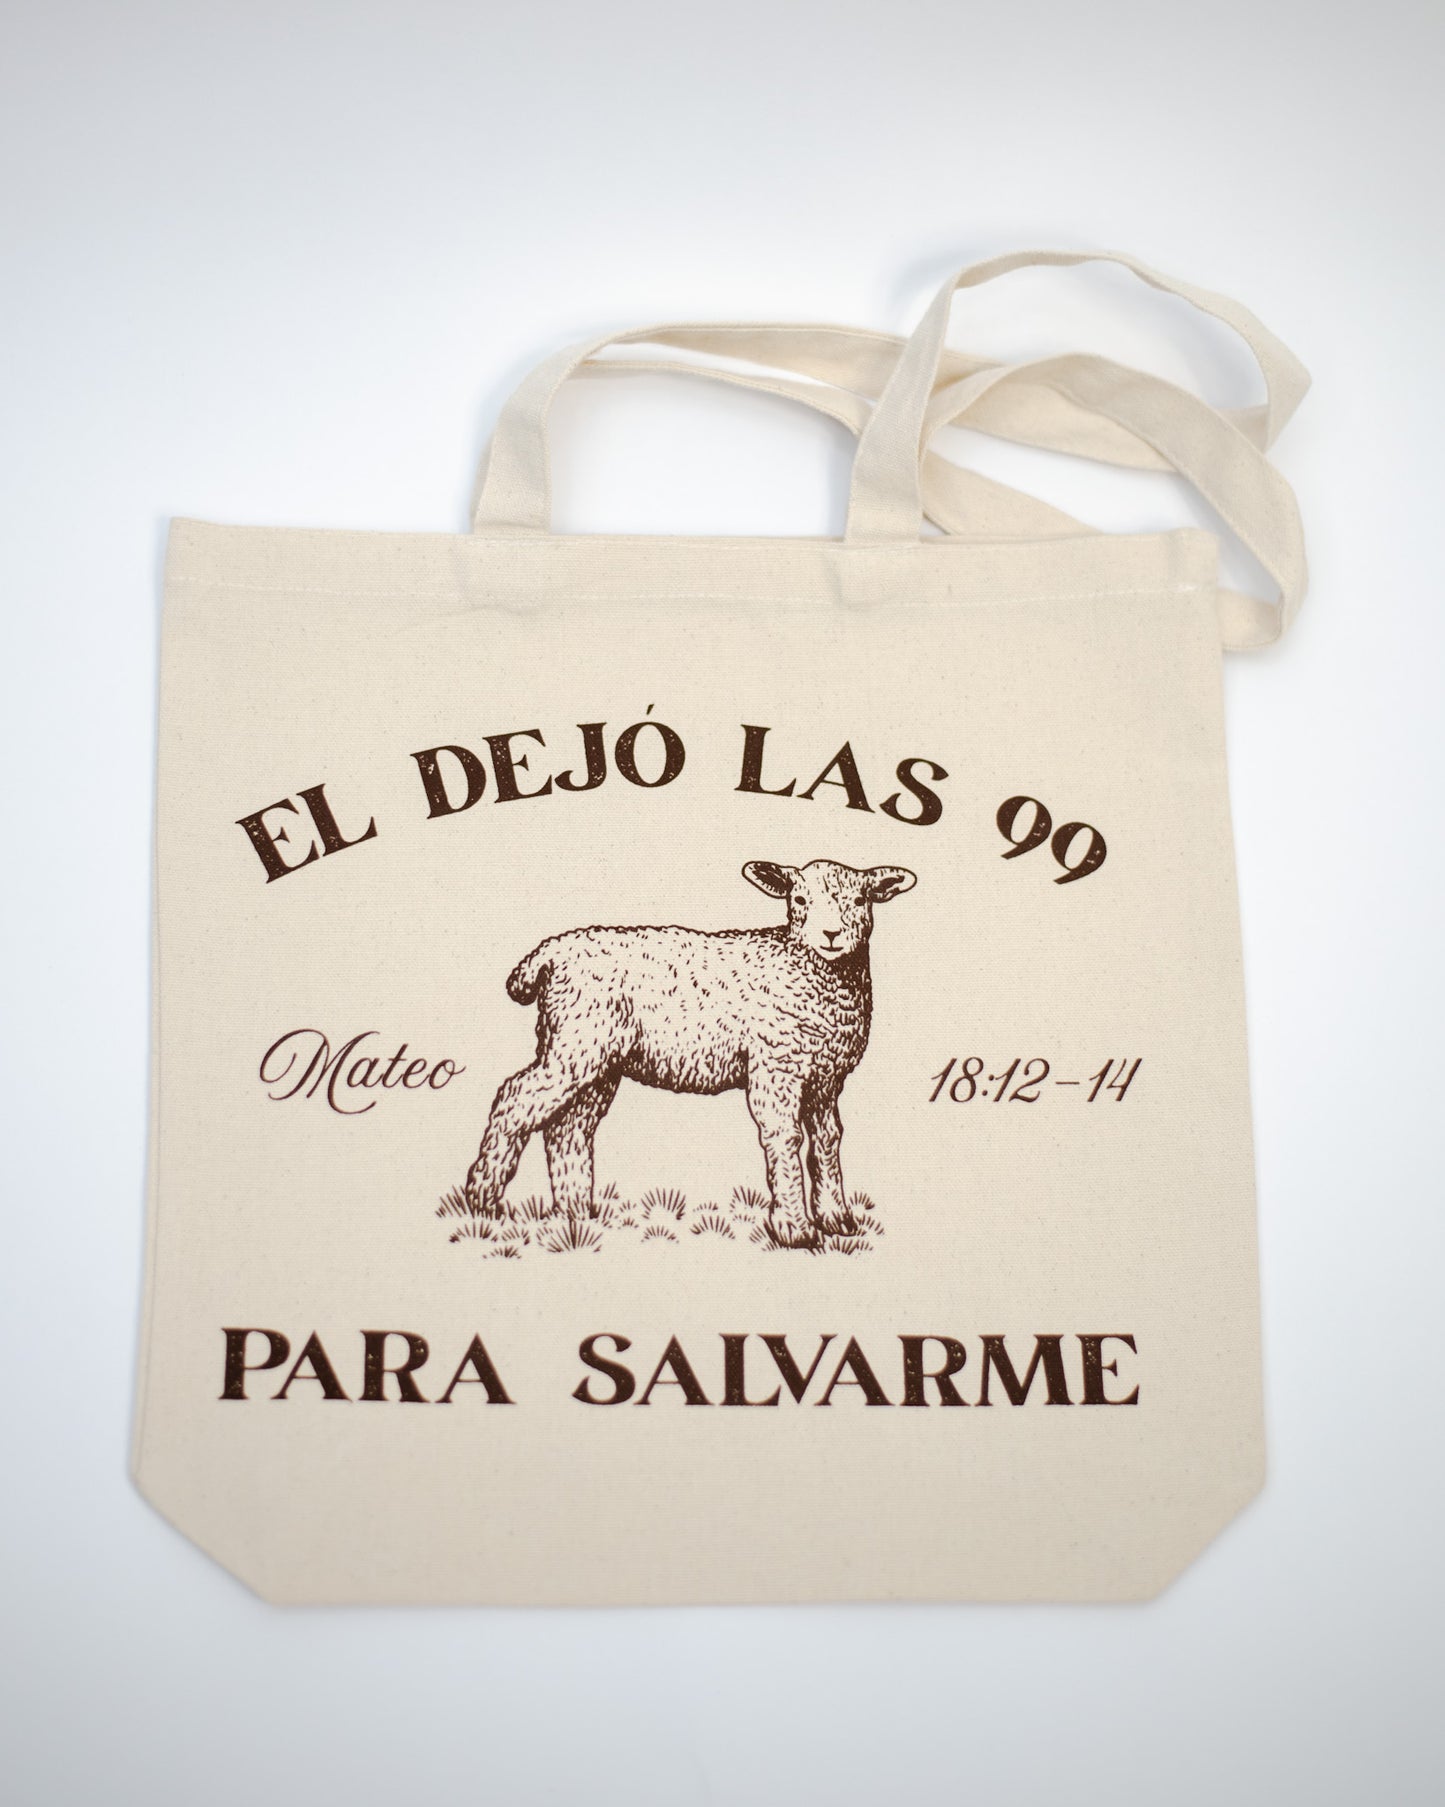 EL DEJÓ LAS 99
Mateo 18:12-14
PARA SALVARME